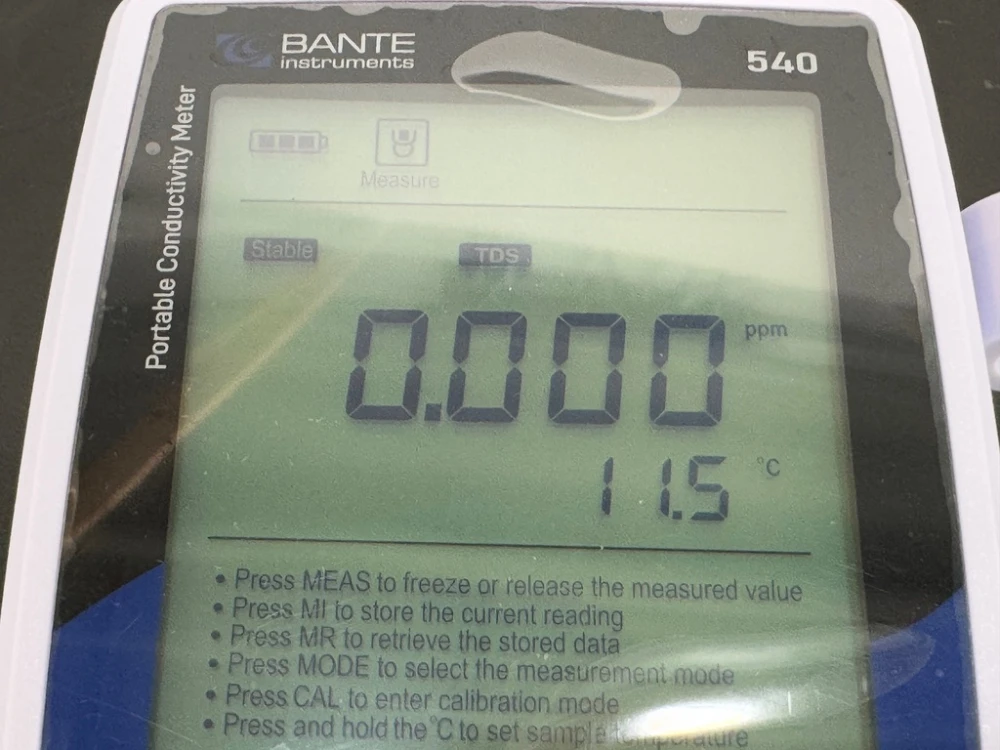 BANTE
instruments
540
Portable Conductivity Meter
Measure
Stable
TDS
0.000 ppm
11.5 °C
• Press MEAS to freeze or release the measured value
• Press MI to store the current reading
• Press MR to retrieve the stored data
• Press MODE to select the measurement mode
• Press CAL to enter calibration mode
• Press and hold the °C to set sample temperature